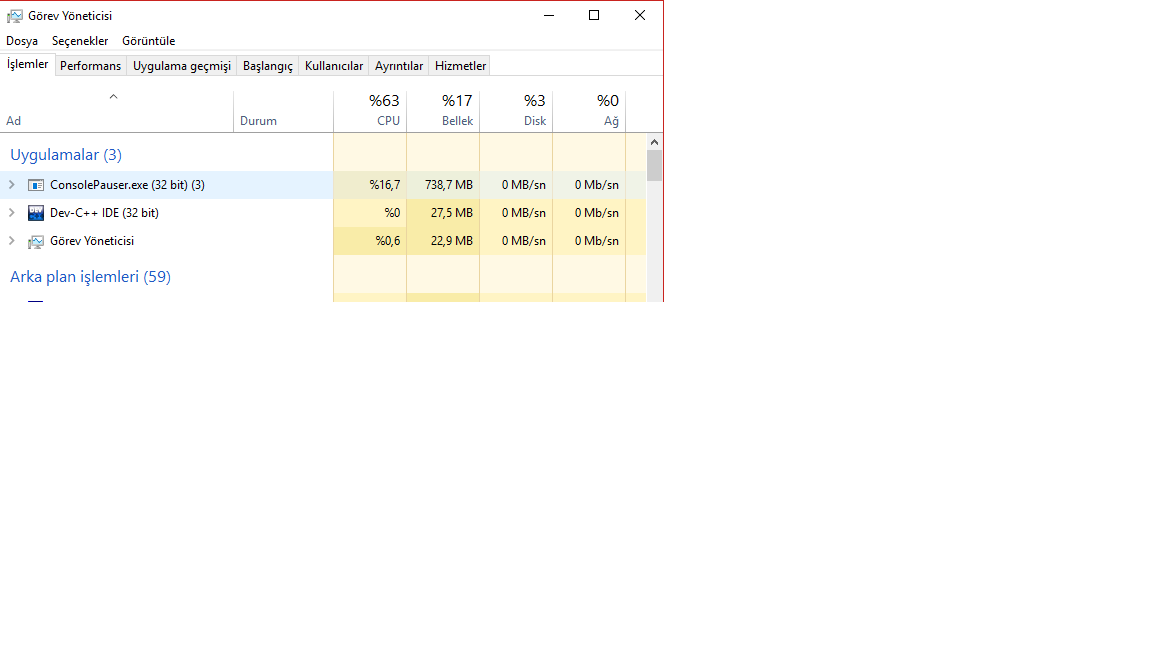 Görev Yöneticisi
Dosya Seçenekler Görüntüle
İşlemler Performans Uygulama geçmişi Başlangıç Kullanıcılar Ayrıntılar Hizmetler
%63 %17 %3 %0
Ad Durum CPU Bellek Disk Ağ
Uygulamalar (3)
ConsolePauser.exe (32 bit) (3) %16,7 738,7 MB 0 MB/sn 0 Mb/sn
Dev-C++ IDE (32 bit) %0 27,5 MB 0 MB/sn 0 Mb/sn
Görev Yöneticisi %0,6 22,9 MB 0 MB/sn 0 Mb/sn
Arka plan işlemleri (59)